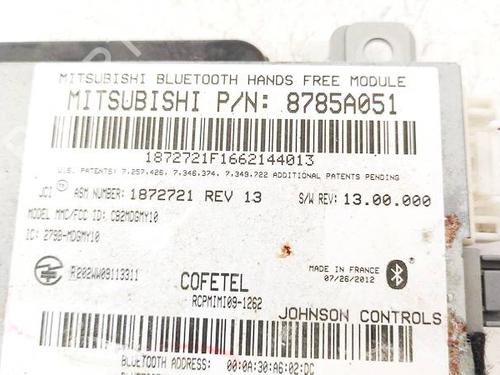 MITSUBISHI BLUETOOTH HANDS FREE MODULE
MITSUBISHI P/N: 8785A051
1872721F1662144013
U.S. PATENTS: 7.257.426, 7.346.374, 7.349.722 ADDITIONAL PATENTS PENDING
JCI ASM NUMBER: 1872721 REV 13 S/W REV: 13.00.000
MODEL MMC/FCC ID: CB2MDGMY10
IC: 279B-MDGMY10
R202WW09113311
COFETEL
RCPMIMI09-1262
MADE IN FRANCE
07/26/2012
JOHNSON CONTROLS
BLUETOOTH ADDRESS: 00:0A:30:A6:02:DC